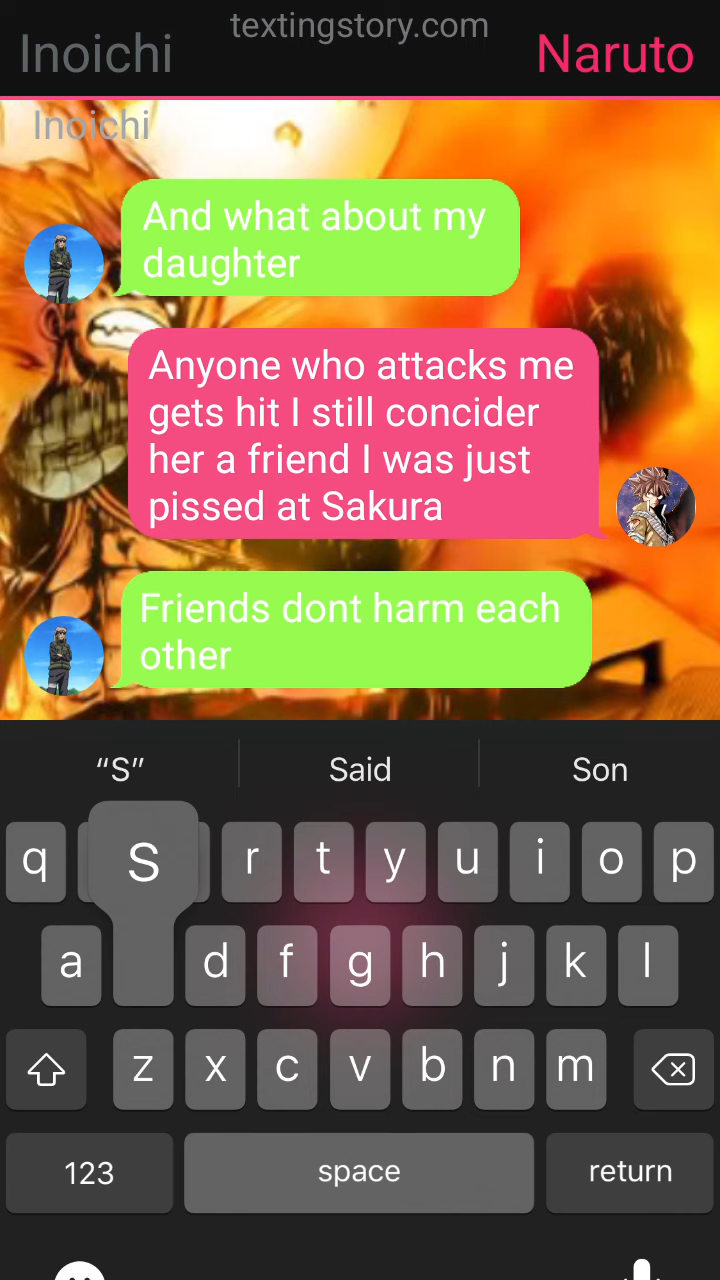 textingstory.com
Inoichi
Naruto
Inoichi
And what about my
daughter
Anyone who attacks me
gets hit I still concider
her a friend I was just
pissed at Sakura
Friends dont harm each
other
“S” Said Son
q S r t y u i o p
a d f g h j k l
z x c v b n m
123 space return